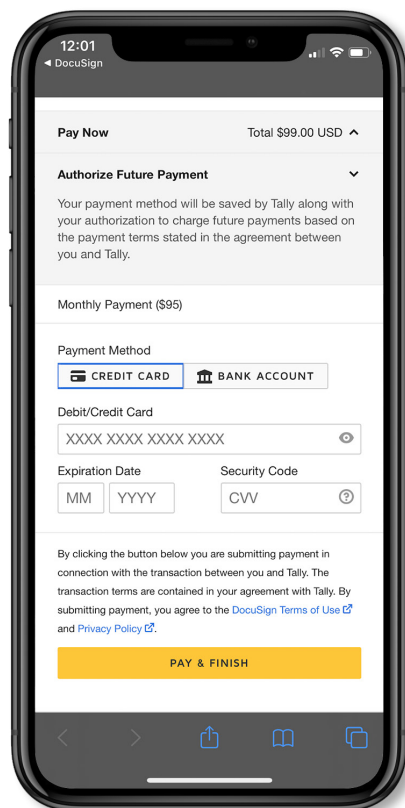 12:01
◀ DocuSign
Pay Now Total $99.00 USD
Authorize Future Payment
Your payment method will be saved by Tally along with
your authorization to charge future payments based on
the payment terms stated in the agreement between
you and Tally.
Monthly Payment ($95)
Payment Method
CREDIT CARD BANK ACCOUNT
Debit/Credit Card
XXXX XXXX XXXX XXXX
Expiration Date Security Code
MM YYYY CVV
By clicking the button below you are submitting payment in
connection with the transaction between you and Tally. The
transaction terms are contained in your agreement with Tally. By
submitting payment, you agree to the DocuSign Terms of Use
and Privacy Policy.
PAY & FINISH